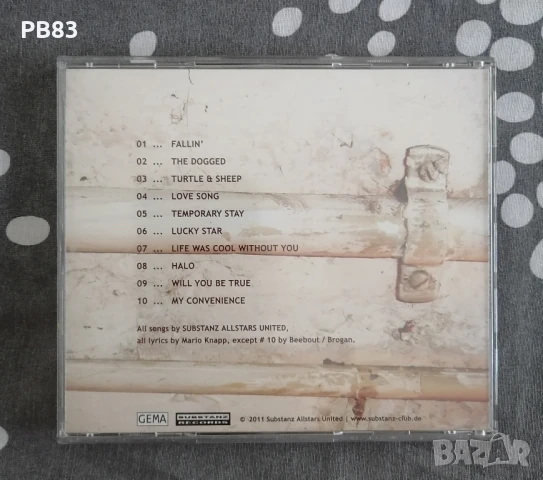 PB83
01 ... FALLIN'
02 ... THE DOGGED
03 ... TURTLE & SHEEP
04 ... LOVE SONG
05 ... TEMPORARY STAY
06 ... LUCKY STAR
07 ... LIFE WAS COOL WITHOUT YOU
08 ... HALO
09 ... WILL YOU BE TRUE
10 ... MY CONVENIENCE
All songs by SUBSTANZ ALLSTARS UNITED,
all lyrics by Mario Knapp, except # 10 by Beebout / Brogan.
GEMA SUBSTANZ RECORDS © 2011 Substanz Allstars United | www.substanz-club.de
BAZAR